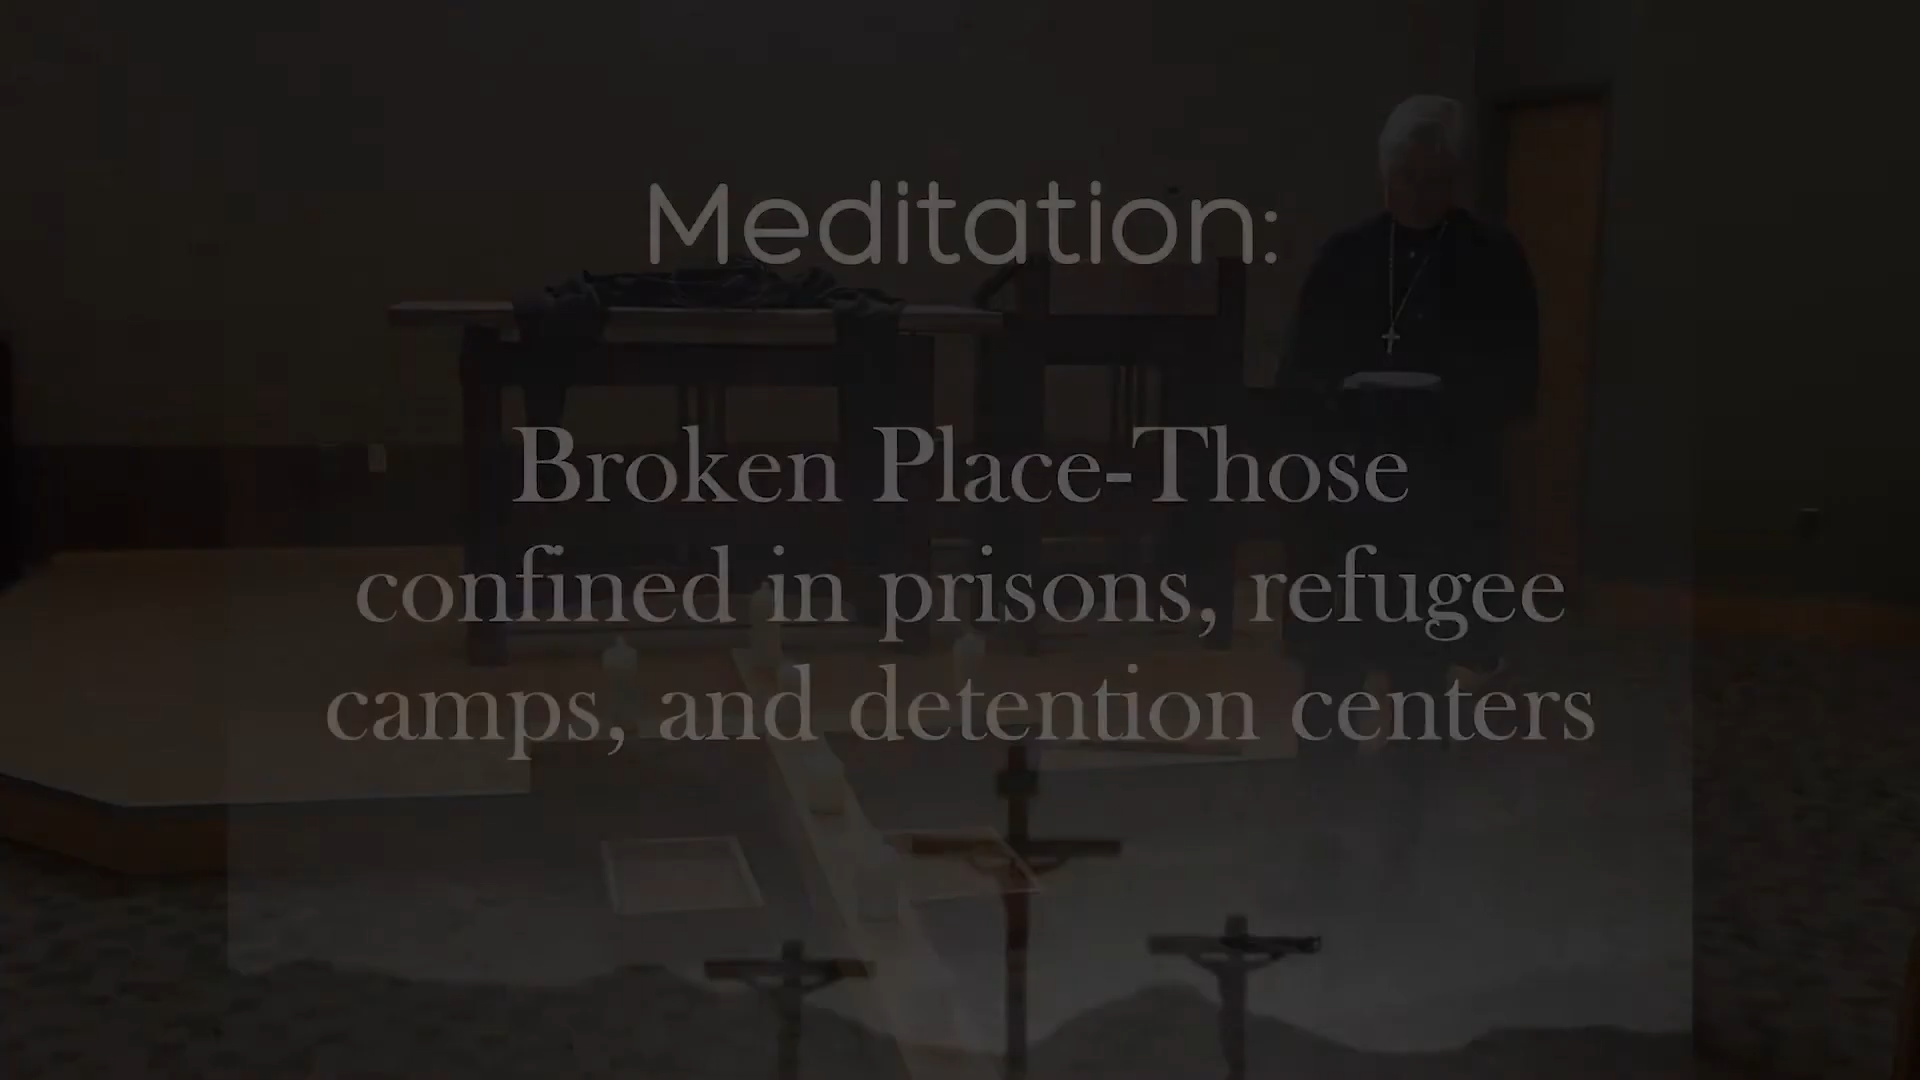 Meditation:
Broken Place-Those
confined in prisons, refugee
camps, and detention centers